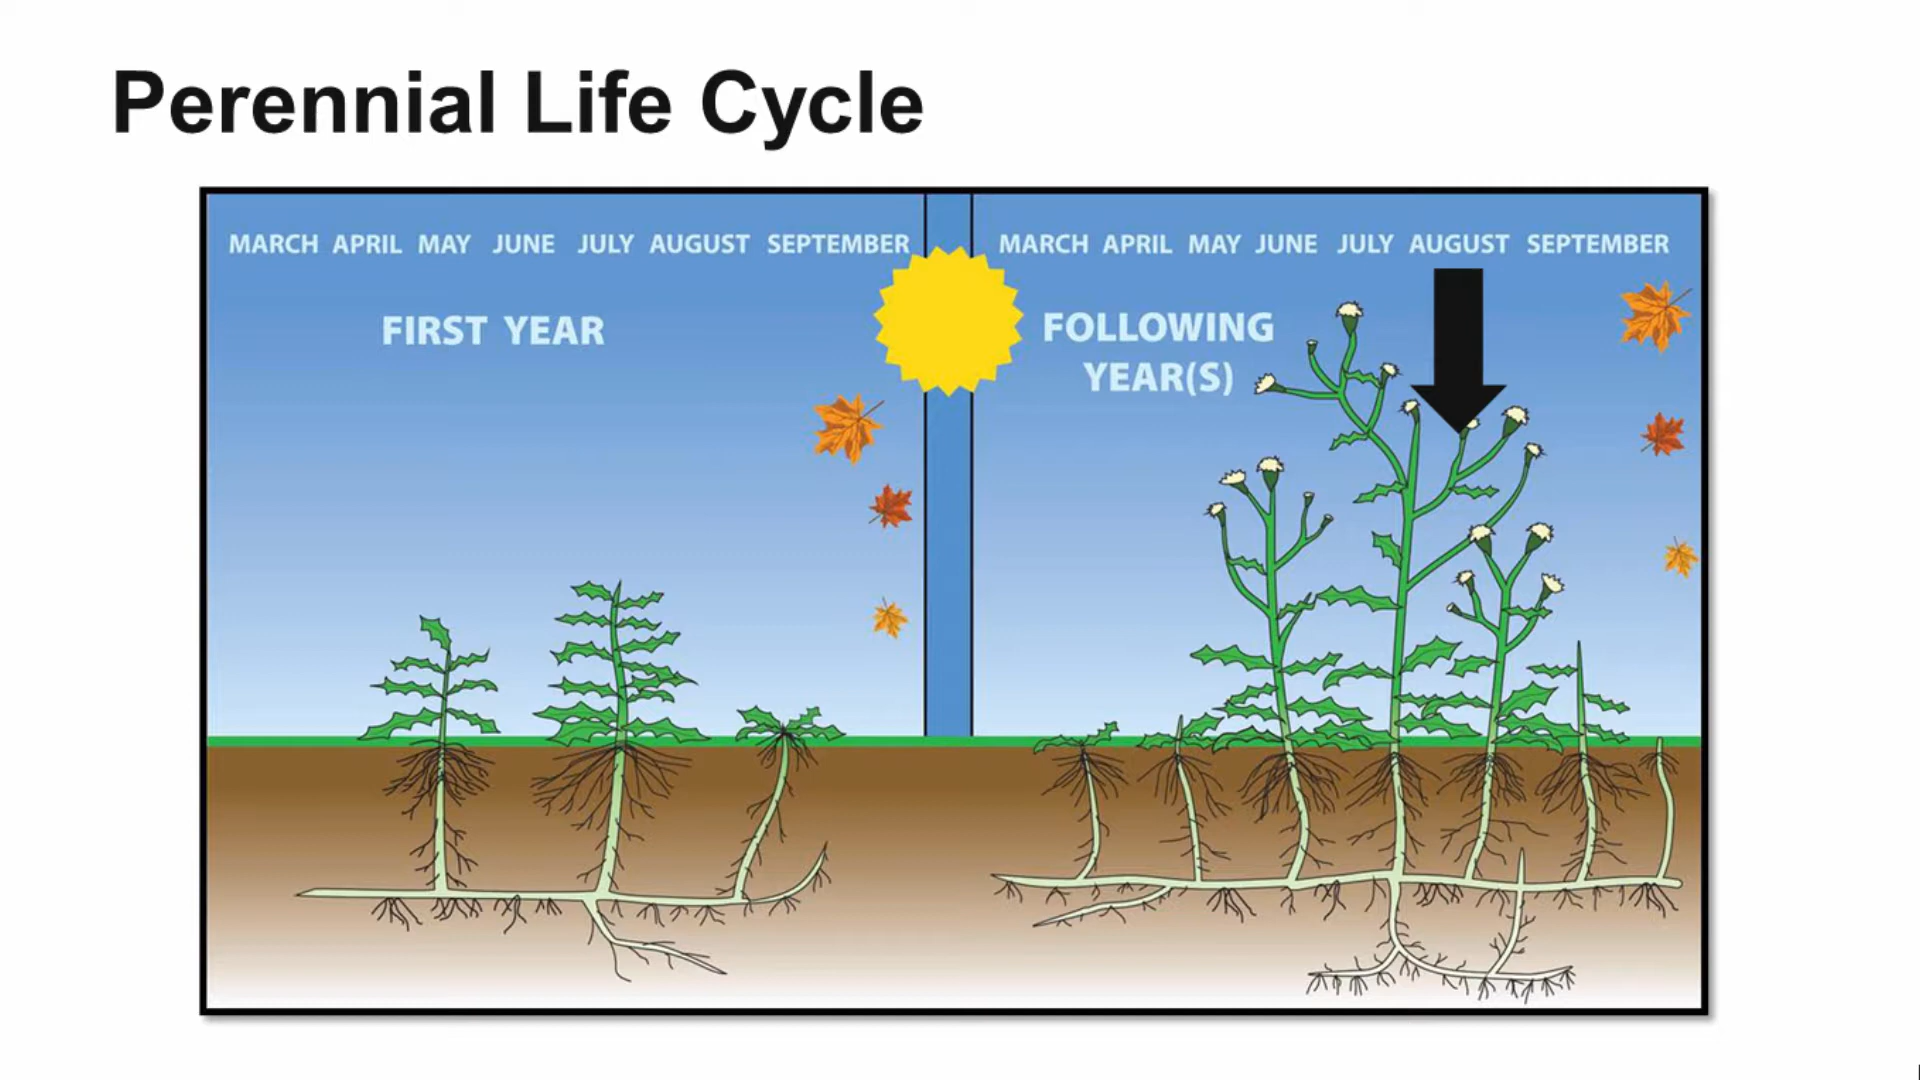 Perennial Life Cycle
MARCH APRIL MAY JUNE JULY AUGUST SEPTEMBER
FIRST YEAR
MARCH APRIL MAY JUNE JULY AUGUST SEPTEMBER
FOLLOWING
YEAR(S)